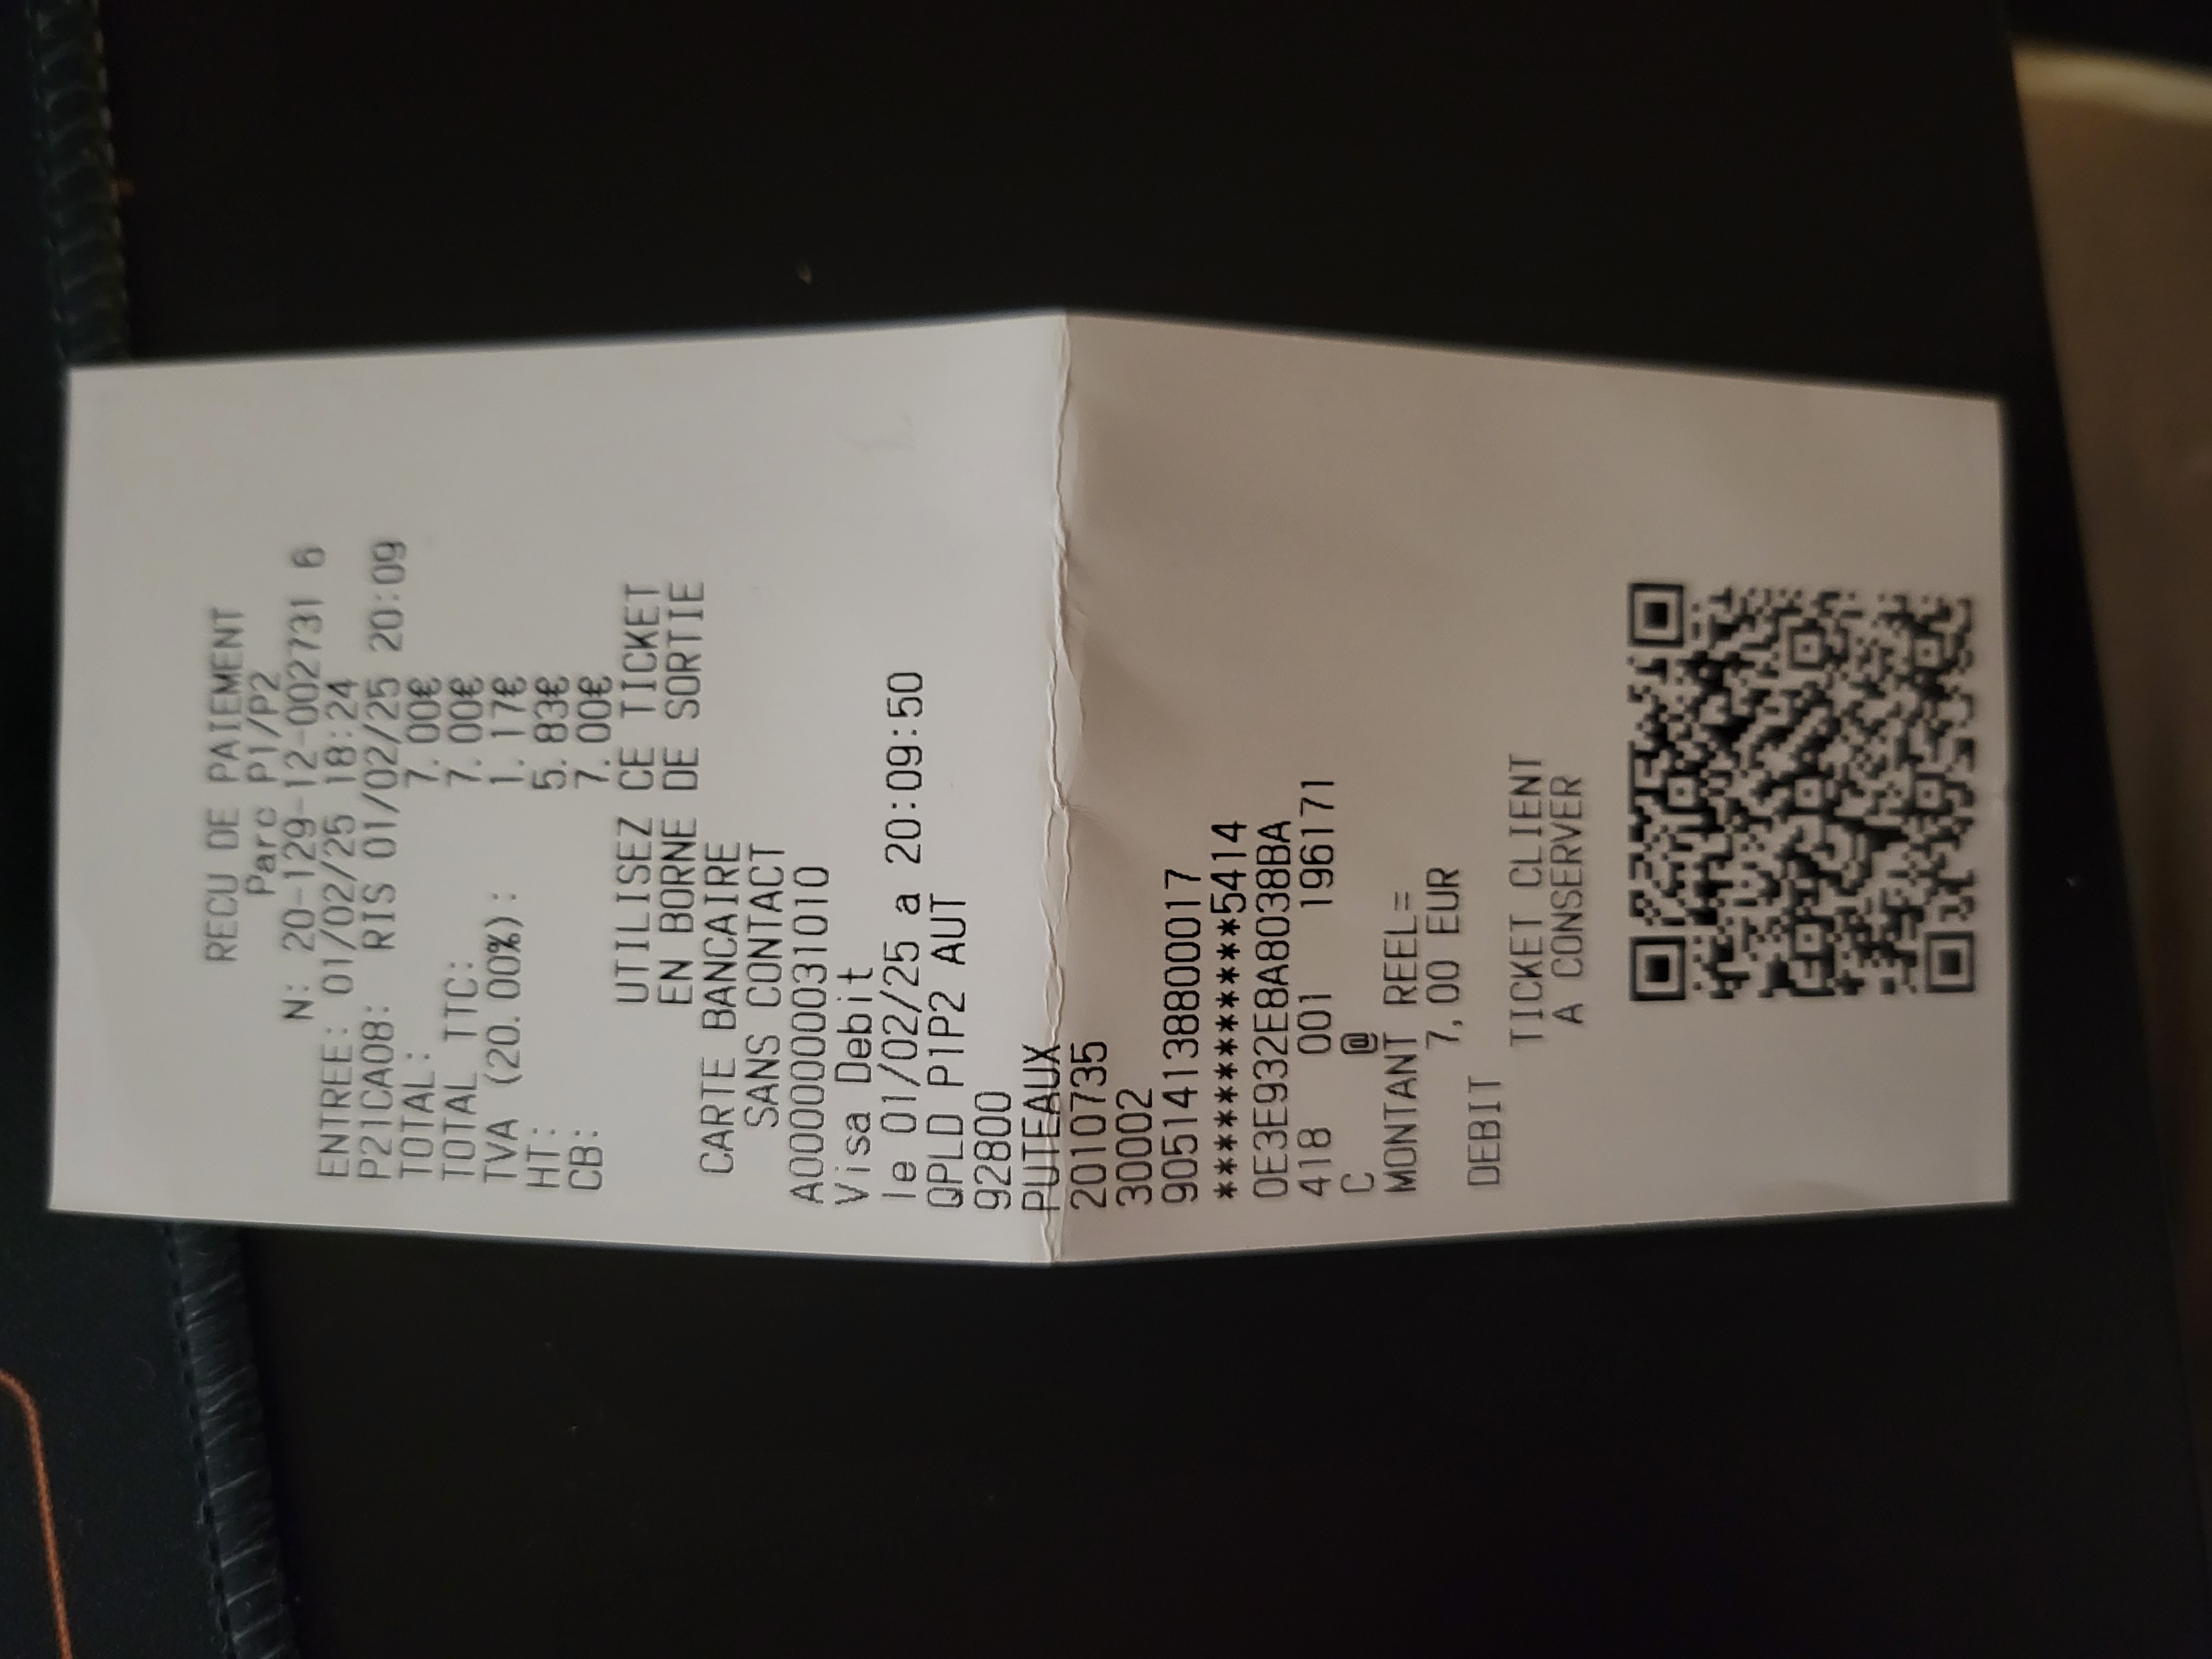 RECU DE PAIEMENT
Parc P1/P2
N: 20-129-12-002731 6
ENTREE: 01/02/25 18:24
P21CA08: RIS 01/02/25 20:09
TOTAL: 7.00€
TOTAL TTC: 7.00€
TVA (20.00%): 1.17€
HT: 5.83€
CB: 7.00€
UTILISEZ CE TICKET
EN BORNE DE SORTIE
CARTE BANCAIRE
SANS CONTACT
A0000000031010
Visa Debit
le 01/02/25 a 20:09:50
QPLD P1P2 AUT
92800
PUTEAUX
2010735
30002
90514138800017
************5414
0E3E932E8A8038BA
418 001 196171
C @
MONTANT REEL=
7,00 EUR
DEBIT
TICKET CLIENT
A CONSERVER